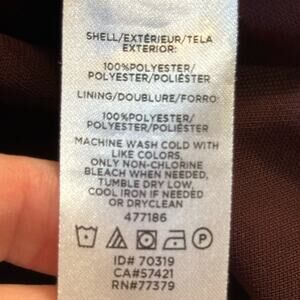 SHELL/EXTÉRIEUR/TELA
EXTERIOR:
100%POLYESTER/
POLYESTER/POLIÉSTER
LINING/DOUBLURE/FORRO:
100%POLYESTER/
POLYESTER/POLIÉSTER
MACHINE WASH COLD WITH
LIKE COLORS,
ONLY NON-CHLORINE
BLEACH WHEN NEEDED,
TUMBLE DRY LOW,
COOL IRON IF NEEDED
OR DRYCLEAN
477186
P
ID# 70319
CA#57421
RN#77379